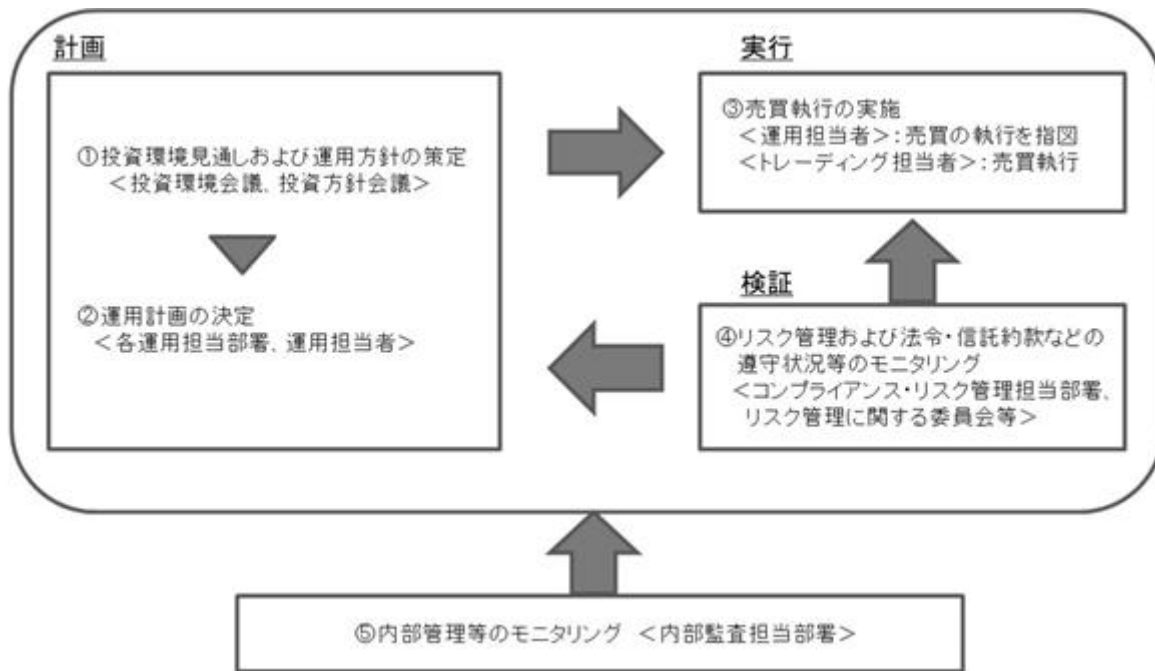 計画
①投資環境見通しおよび運用方針の策定
＜投資環境会議、投資方針会議＞
②運用計画の決定
＜各運用担当部署、運用担当者＞
実行
③売買執行の実施
＜運用担当者＞：売買の執行を指図
＜トレーディング担当者＞：売買執行
検証
④リスク管理および法令・信託約款などの
遵守状況等のモニタリング
＜コンプライアンス・リスク管理担当部署、
リスク管理に関する委員会等＞
⑤内部管理等のモニタリング ＜内部監査担当部署＞